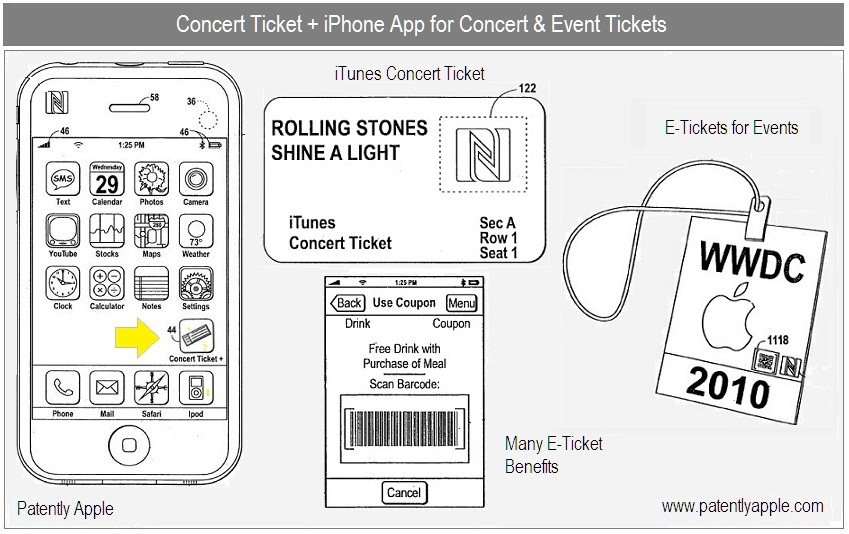 Concert Ticket + iPhone App for Concert & Event Tickets
58
36
46
46
1:25 PM
SMS
Wednesday
29
280
73°
Text
Calendar
Photos
Camera
YouTube
Stocks
Maps
Weather
Clock
Calculator
Notes
Settings
44
Concert Ticket +
Phone
Mail
Safari
Ipod
Patently Apple
iTunes Concert Ticket
122
ROLLING STONES
SHINE A LIGHT
iTunes
Concert Ticket
Sec A
Row 1
Seat 1
1:25 PM
Back
Use Coupon
Menu
Drink
Coupon
Free Drink with
Purchase of Meal
Scan Barcode:
Cancel
Many E-Ticket
Benefits
E-Tickets for Events
WWDC
1118
2010
www.patentlyapple.com